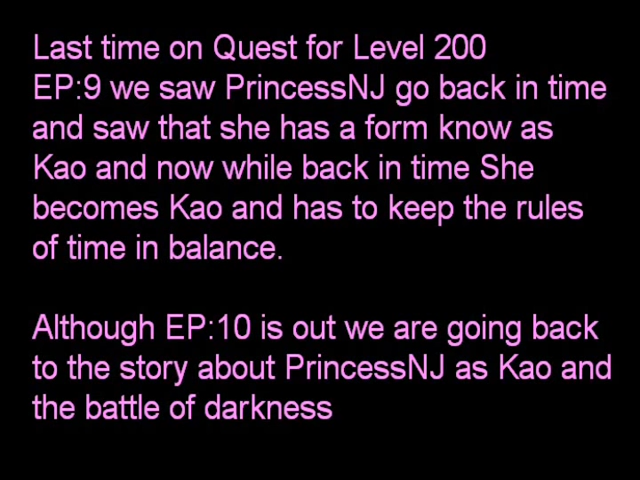 Last time on Quest for Level 200
EP:9 we saw PrincessNJ go back in time
and saw that she has a form know as
Kao and now while back in time She
becomes Kao and has to keep the rules
of time in balance.
Although EP:10 is out we are going back
to the story about PrincessNJ as Kao and
the battle of darkness